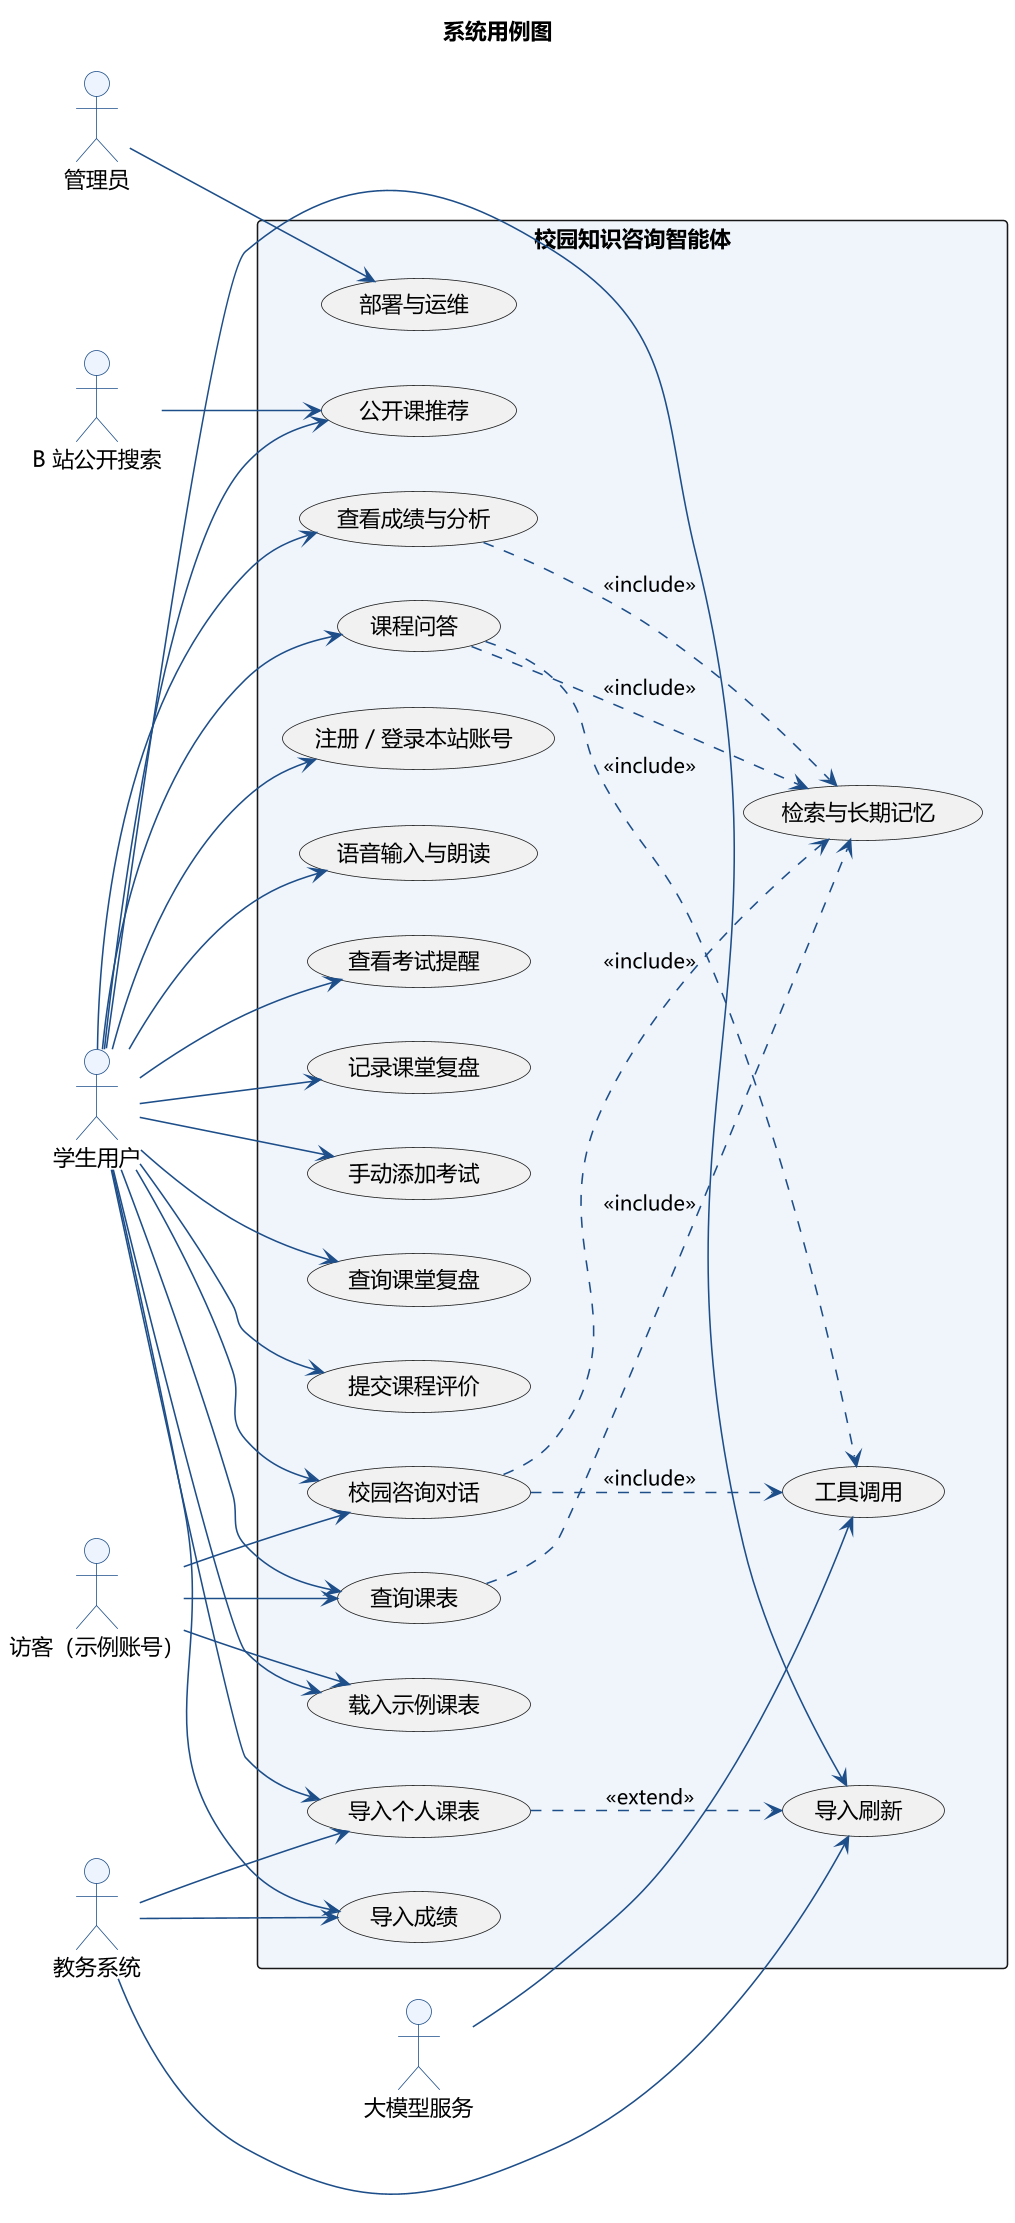 系统用例图
管理员
校园知识咨询智能体
部署与运维
B 站公开搜索
公开课推荐
查看成绩与分析
«include»
课程问答
«include»
注册 / 登录本站账号
«include»
检索与长期记忆
语音输入与朗读
查看考试提醒
«include»
记录课堂复盘
学生用户
手动添加考试
«include»
查询课堂复盘
提交课程评价
校园咨询对话
«include»
工具调用
查询课表
访客（示例账号）
载入示例课表
导入个人课表
«extend»
导入刷新
导入成绩
教务系统
大模型服务